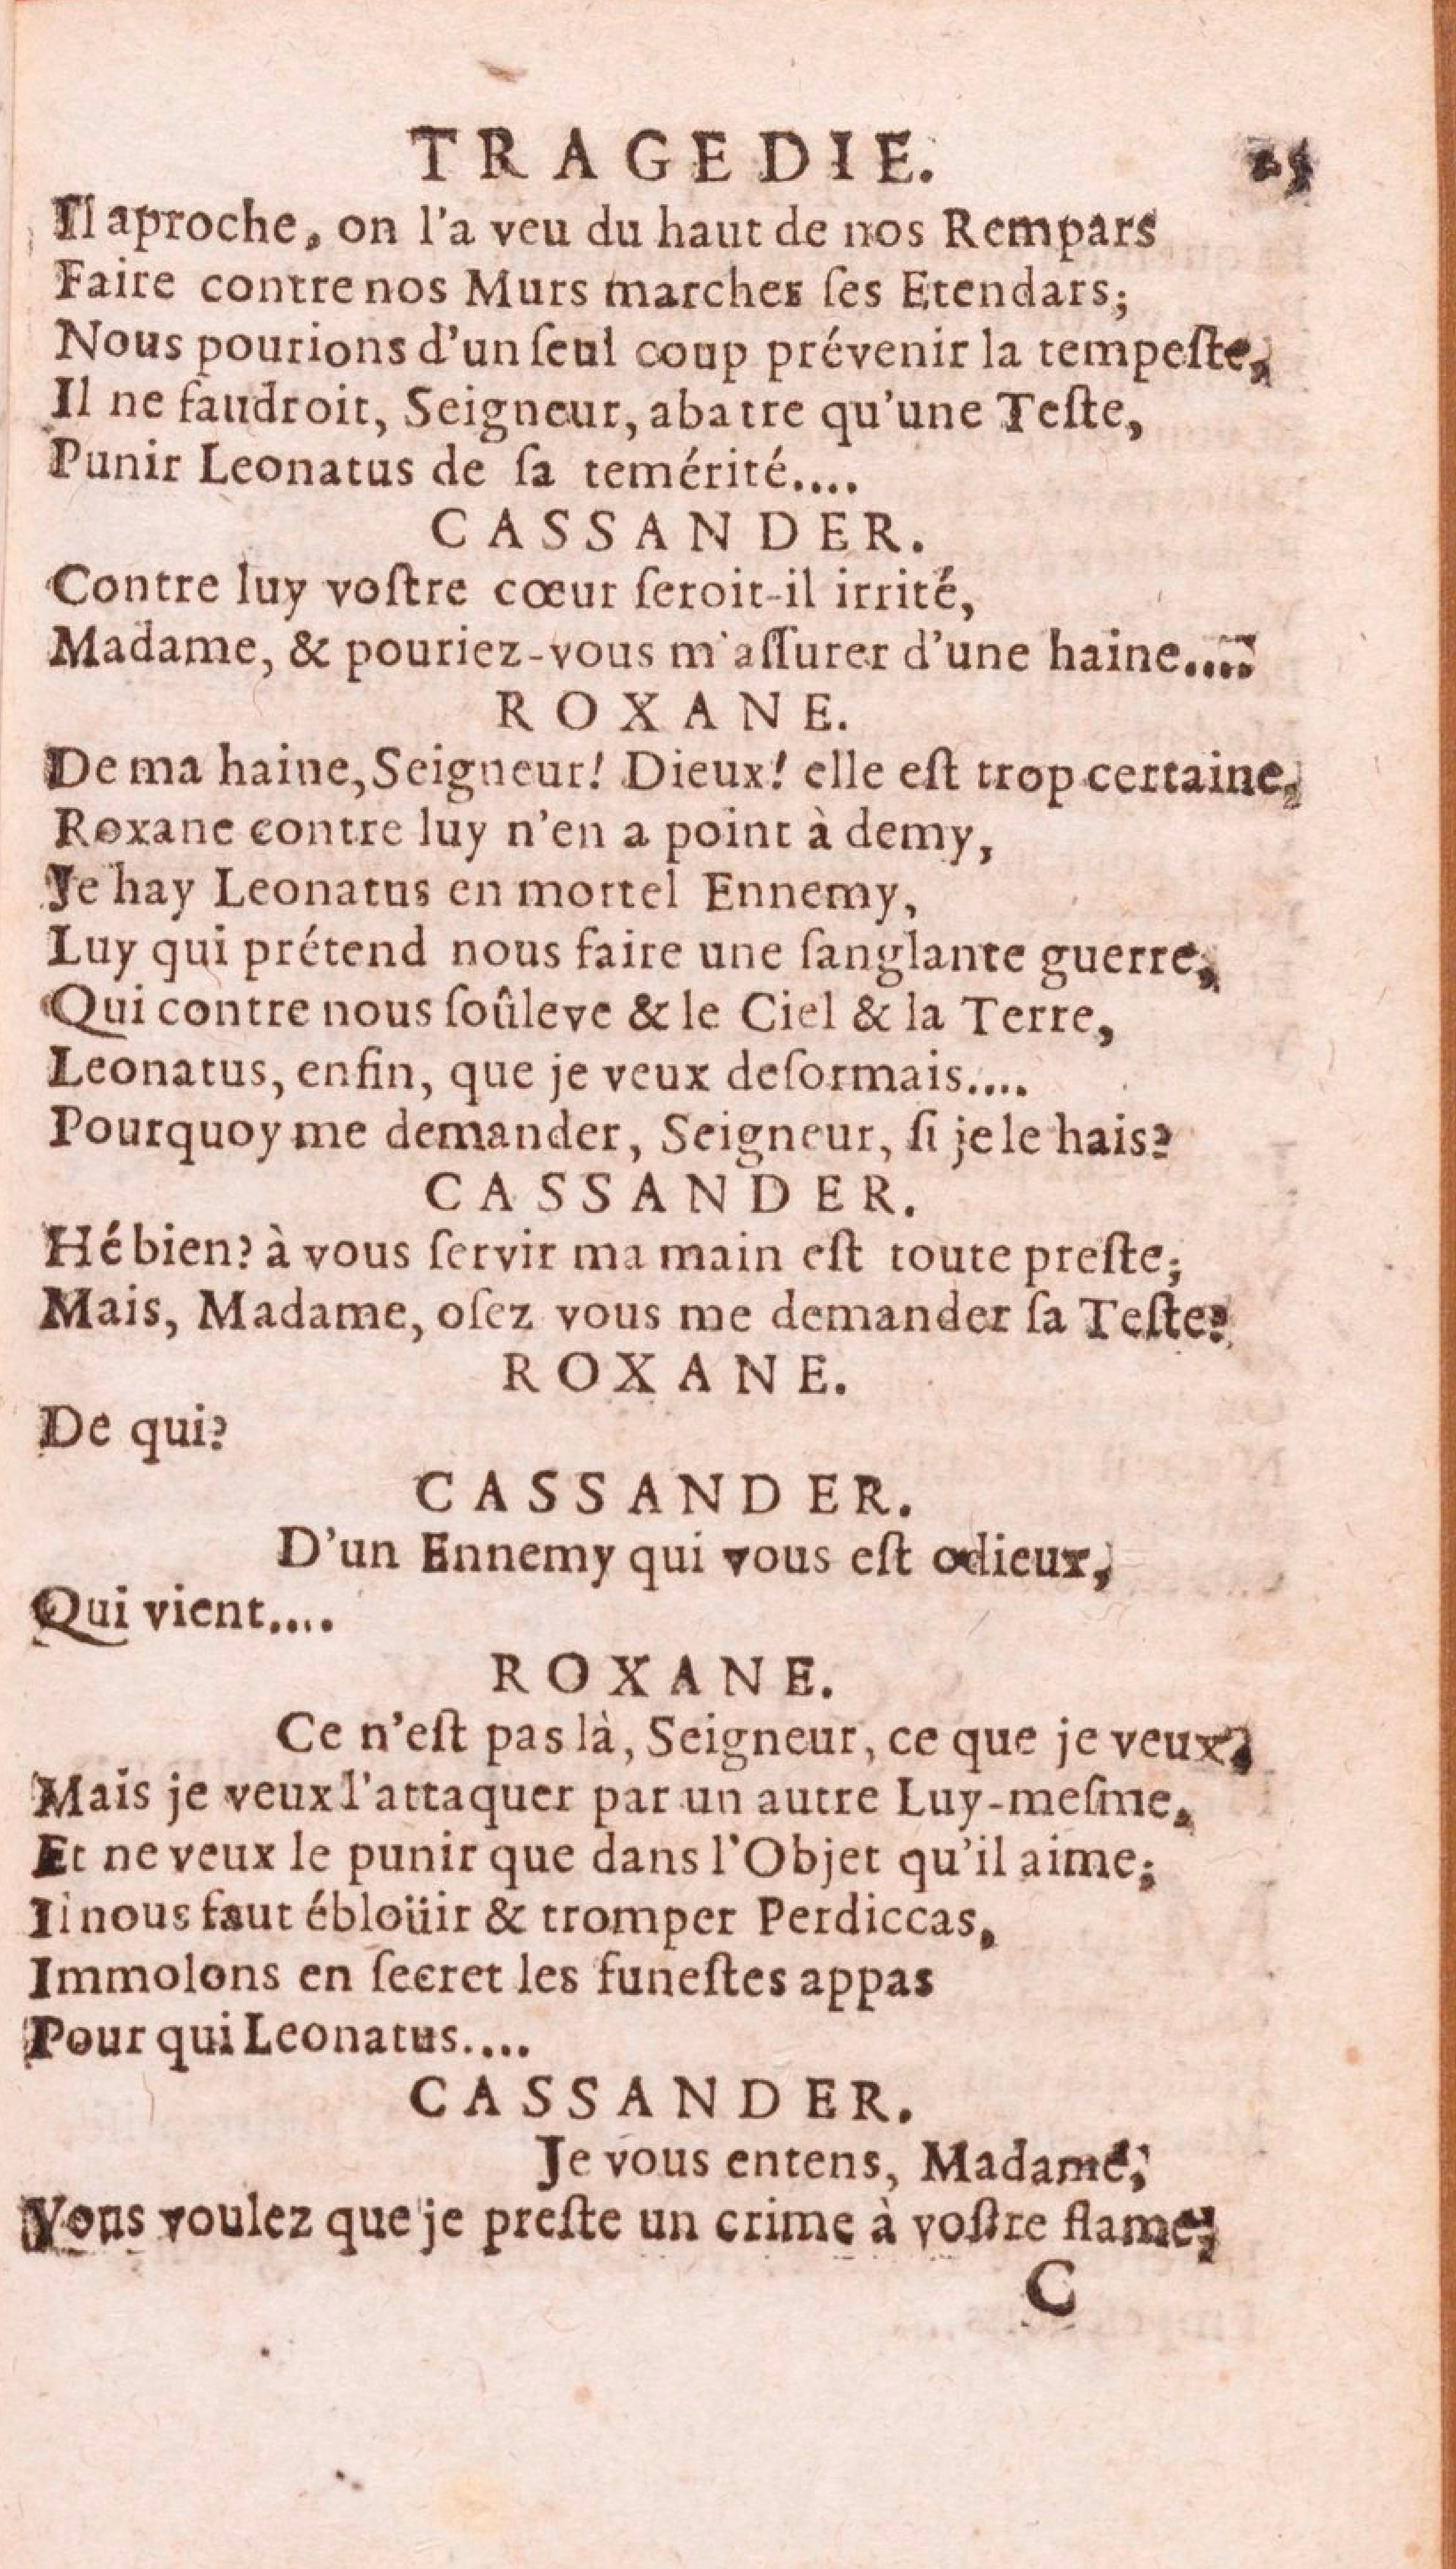 TRAGEDIE. 25
Il aproche, on l'a veu du haut de nos Rempars
Faire contre nos Murs marcher ſes Etendars;
Nous pourions d'un ſeul coup prévenir la tempeſte,
Il ne faudroit, Seigneur, abatre qu'une Teſte,
Punir Leonatus de ſa temérité....
CASSANDER.
Contre luy voſtre cœur ſeroit-il irrité,
Madame, & pouriez-vous m'aſſurer d'une haine....
ROXANE.
De ma haine, Seigneur! Dieux! elle eſt trop certaine,
Roxane contre luy n'en a point à demy,
Je hay Leonatus en mortel Ennemy,
Luy qui prétend nous faire une ſanglante guerre,
Qui contre nous ſoûleve & le Ciel & la Terre,
Leonatus, enfin, que je veux deſormais....
Pourquoy me demander, Seigneur, ſi je le hais?
CASSANDER.
Hé bien? à vous ſervir ma main eſt toute preſte;
Mais, Madame, oſez vous me demander ſa Teſte?
ROXANE.
De qui?
CASSANDER.
D'un Ennemy qui vous eſt odieux,
Qui vient....
ROXANE.
Ce n'eſt pas là, Seigneur, ce que je veux,
Mais je veux l'attaquer par un autre Luy-meſme,
Et ne veux le punir que dans l'Objet qu'il aime;
Il nous faut ébloüir & tromper Perdiccas,
Immolons en ſecret les funeſtes appas
Pour qui Leonatus....
CASSANDER.
Je vous entens, Madame,
Vous voulez que je preſte un crime à voſtre flame;
C